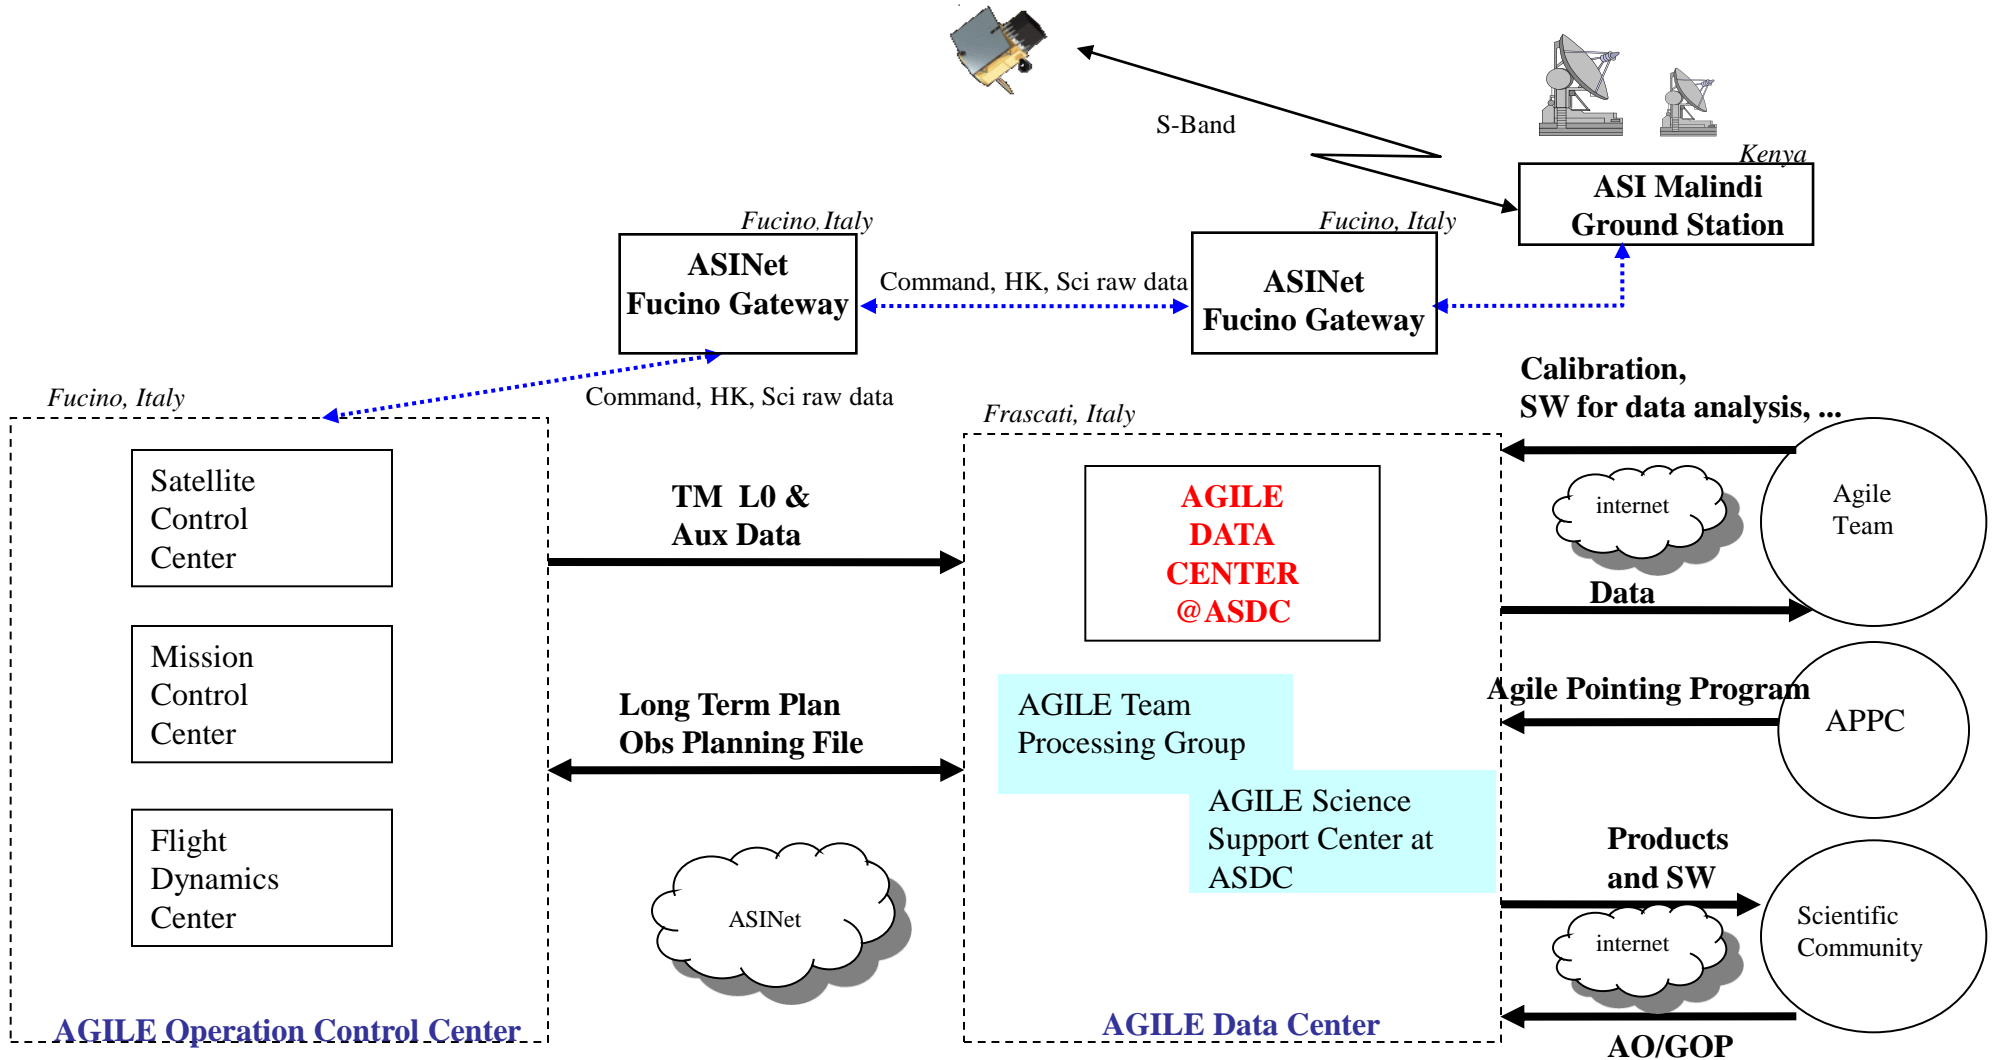 S-Band
Kenya
ASI Malindi
Ground Station
Fucino, Italy
ASINet
Fucino Gateway
Command, HK, Sci raw data
Fucino, Italy
ASINet
Fucino Gateway
Command, HK, Sci raw data
Fucino, Italy
Satellite
Control
Center
Mission
Control
Center
Flight
Dynamics
Center
AGILE Operation Control Center
TM L0 &
Aux Data
Long Term Plan
Obs Planning File
ASINet
Frascati, Italy
AGILE
DATA
CENTER
@ASDC
AGILE Team
Processing Group
AGILE Science
Support Center at
ASDC
AGILE Data Center
Calibration,
SW for data analysis, ...
internet
Data
Agile
Team
Agile Pointing Program
APPC
Products
and SW
internet
Scientific
Community
AO/GOP